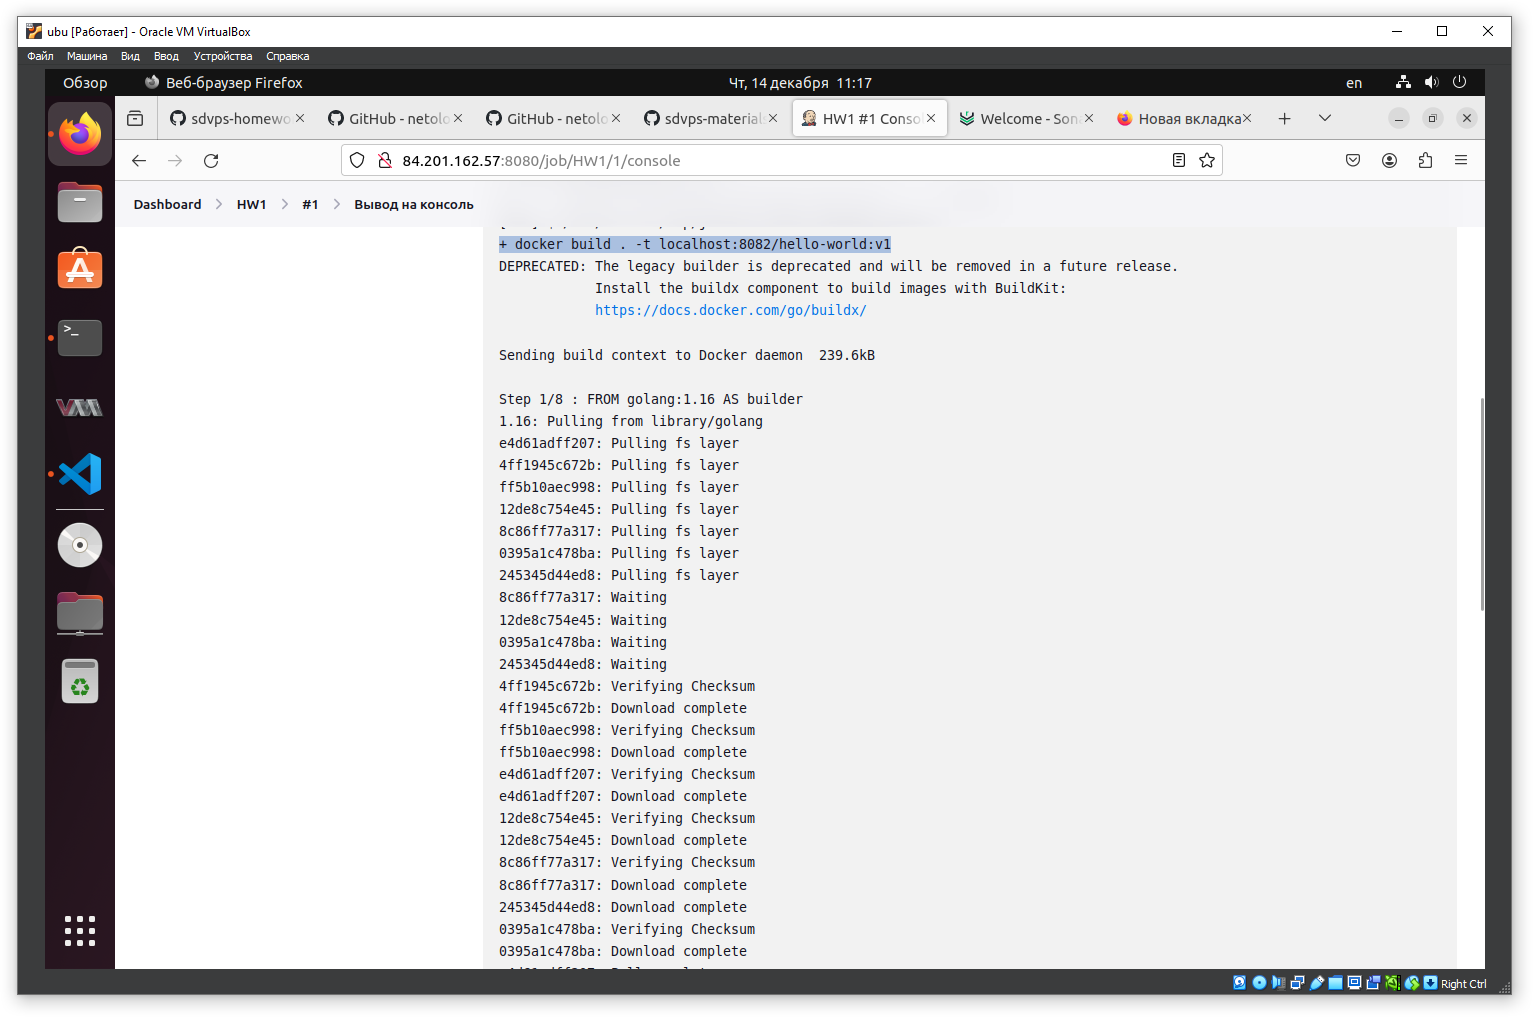 ubu [Работает] - Oracle VM VirtualBox
Файл Машина Вид Ввод Устройства Справка
Обзор Веб-браузер Firefox Чт, 14 декабря 11:17 en
sdvps-homewo GitHub - netolo GitHub - netolo sdvps-materials HW1 #1 Conso Welcome - Sona Новая вкладка
84.201.162.57:8080/job/HW1/1/console
Dashboard HW1 #1 Вывод на консоль
+ docker build . -t localhost:8082/hello-world:v1
DEPRECATED: The legacy builder is deprecated and will be removed in a future release.
Install the buildx component to build images with BuildKit:
https://docs.docker.com/go/buildx/
Sending build context to Docker daemon 239.6kB
Step 1/8 : FROM golang:1.16 AS builder
1.16: Pulling from library/golang
e4d61adff207: Pulling fs layer
4ff1945c672b: Pulling fs layer
ff5b10aec998: Pulling fs layer
12de8c754e45: Pulling fs layer
8c86ff77a317: Pulling fs layer
0395a1c478ba: Pulling fs layer
245345d44ed8: Pulling fs layer
8c86ff77a317: Waiting
12de8c754e45: Waiting
0395a1c478ba: Waiting
245345d44ed8: Waiting
4ff1945c672b: Verifying Checksum
4ff1945c672b: Download complete
ff5b10aec998: Verifying Checksum
ff5b10aec998: Download complete
e4d61adff207: Verifying Checksum
e4d61adff207: Download complete
12de8c754e45: Verifying Checksum
12de8c754e45: Download complete
8c86ff77a317: Verifying Checksum
8c86ff77a317: Download complete
245345d44ed8: Download complete
0395a1c478ba: Verifying Checksum
0395a1c478ba: Download complete
Right Ctrl